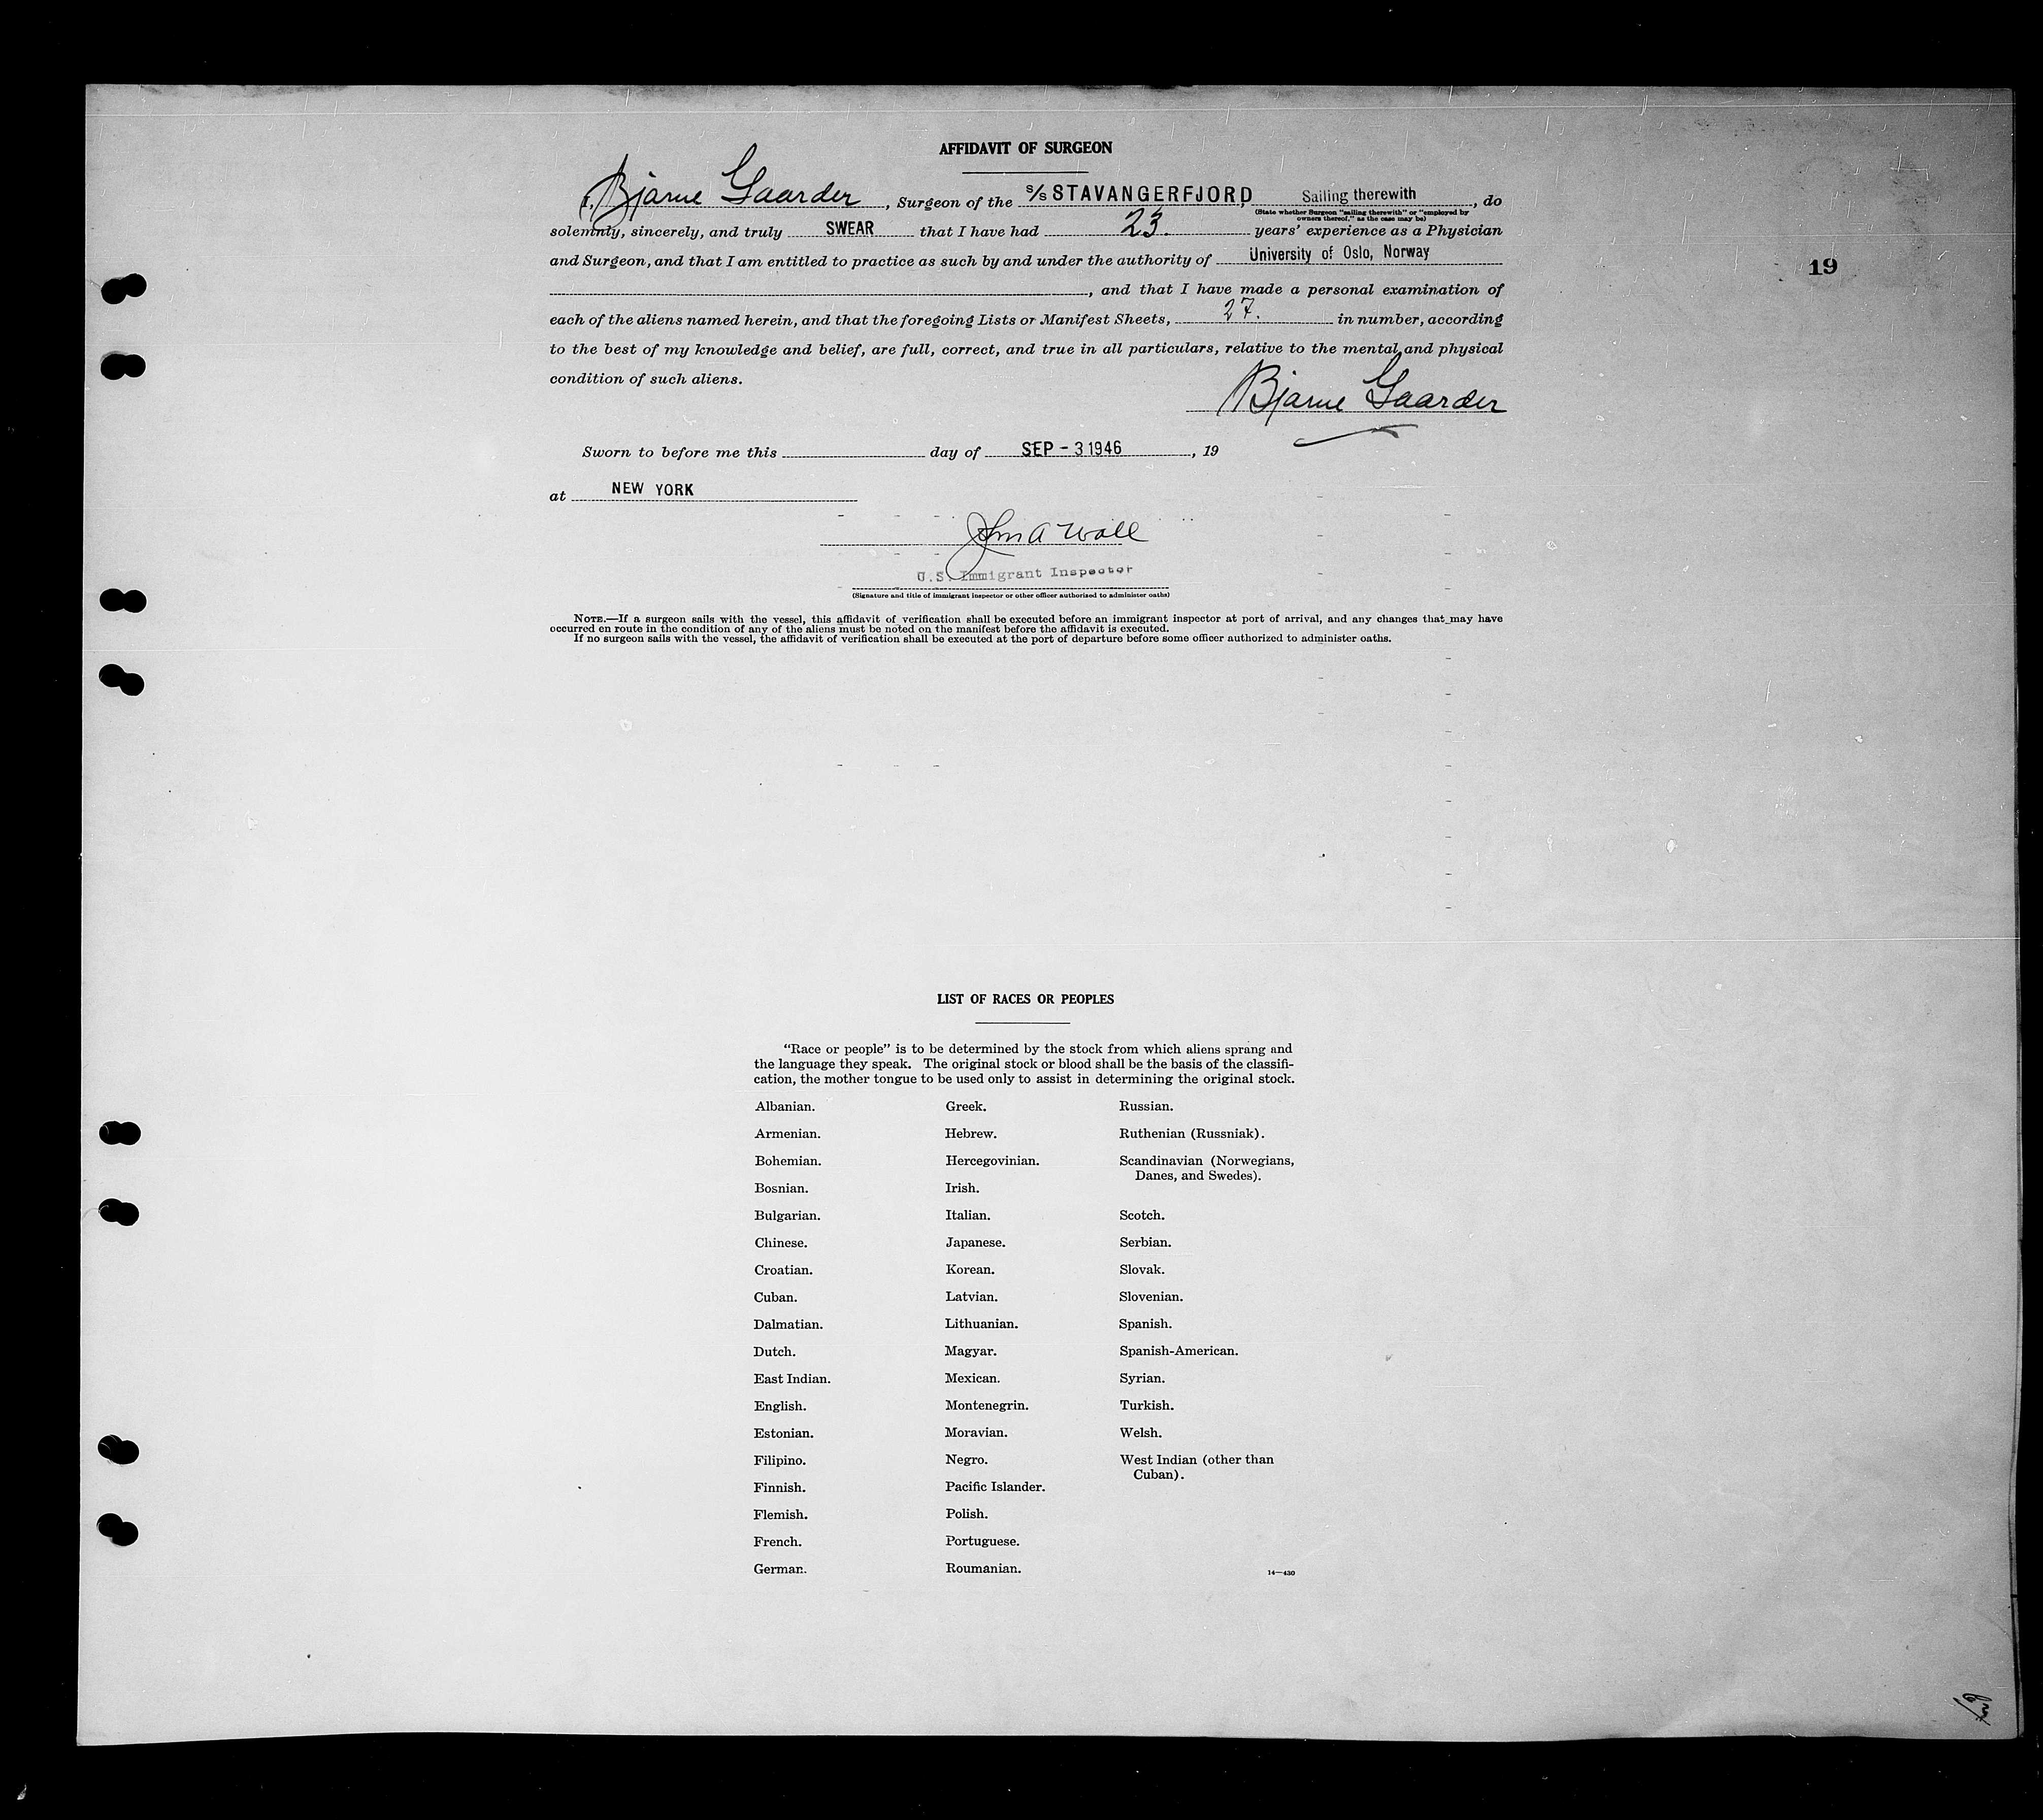 AFFIDAVIT OF SURGEON
I, Bjarne Gaarder, Surgeon of the S/S STAVANGERFJORD, Sailing therewith, do
(State whether Surgeon "sailing therewith" or "employed by
owners thereof," as the case may be)
solemnly, sincerely, and truly SWEAR that I have had 23. years' experience as a Physician
and Surgeon, and that I am entitled to practice as such by and under the authority of University of Oslo, Norway
19
, and that I have made a personal examination of
each of the aliens named herein, and that the foregoing Lists or Manifest Sheets, 27. in number, according
to the best of my knowledge and belief, are full, correct, and true in all particulars, relative to the mental and physical
condition of such aliens.
Bjarne Gaarder
Sworn to before me this day of SEP - 3 1946, 19
at NEW YORK
John A Wall
U.S. Immigrant Inspector
(Signature and title of immigrant inspector or other officer authorized to administer oaths)
NOTE.—If a surgeon sails with the vessel, this affidavit of verification shall be executed before an immigrant inspector at port of arrival, and any changes that may have
occurred en route in the condition of any of the aliens must be noted on the manifest before the affidavit is executed.
If no surgeon sails with the vessel, the affidavit of verification shall be executed at the port of departure before some officer authorized to administer oaths.
LIST OF RACES OR PEOPLES
"Race or people" is to be determined by the stock from which aliens sprang and
the language they speak. The original stock or blood shall be the basis of the classifi-
cation, the mother tongue to be used only to assist in determining the original stock.
Albanian.
Armenian.
Bohemian.
Bosnian.
Bulgarian.
Chinese.
Croatian.
Cuban.
Dalmatian.
Dutch.
East Indian.
English.
Estonian.
Filipino.
Finnish.
Flemish.
French.
German.
Greek.
Hebrew.
Hercegovinian.
Irish.
Italian.
Japanese.
Korean.
Latvian.
Lithuanian.
Magyar.
Mexican.
Montenegrin.
Moravian.
Negro.
Pacific Islander.
Polish.
Portuguese.
Roumanian.
Russian.
Ruthenian (Russniak).
Scandinavian (Norwegians,
Danes, and Swedes).
Scotch.
Serbian.
Slovak.
Slovenian.
Spanish.
Spanish-American.
Syrian.
Turkish.
Welsh.
West Indian (other than
Cuban).
14—430